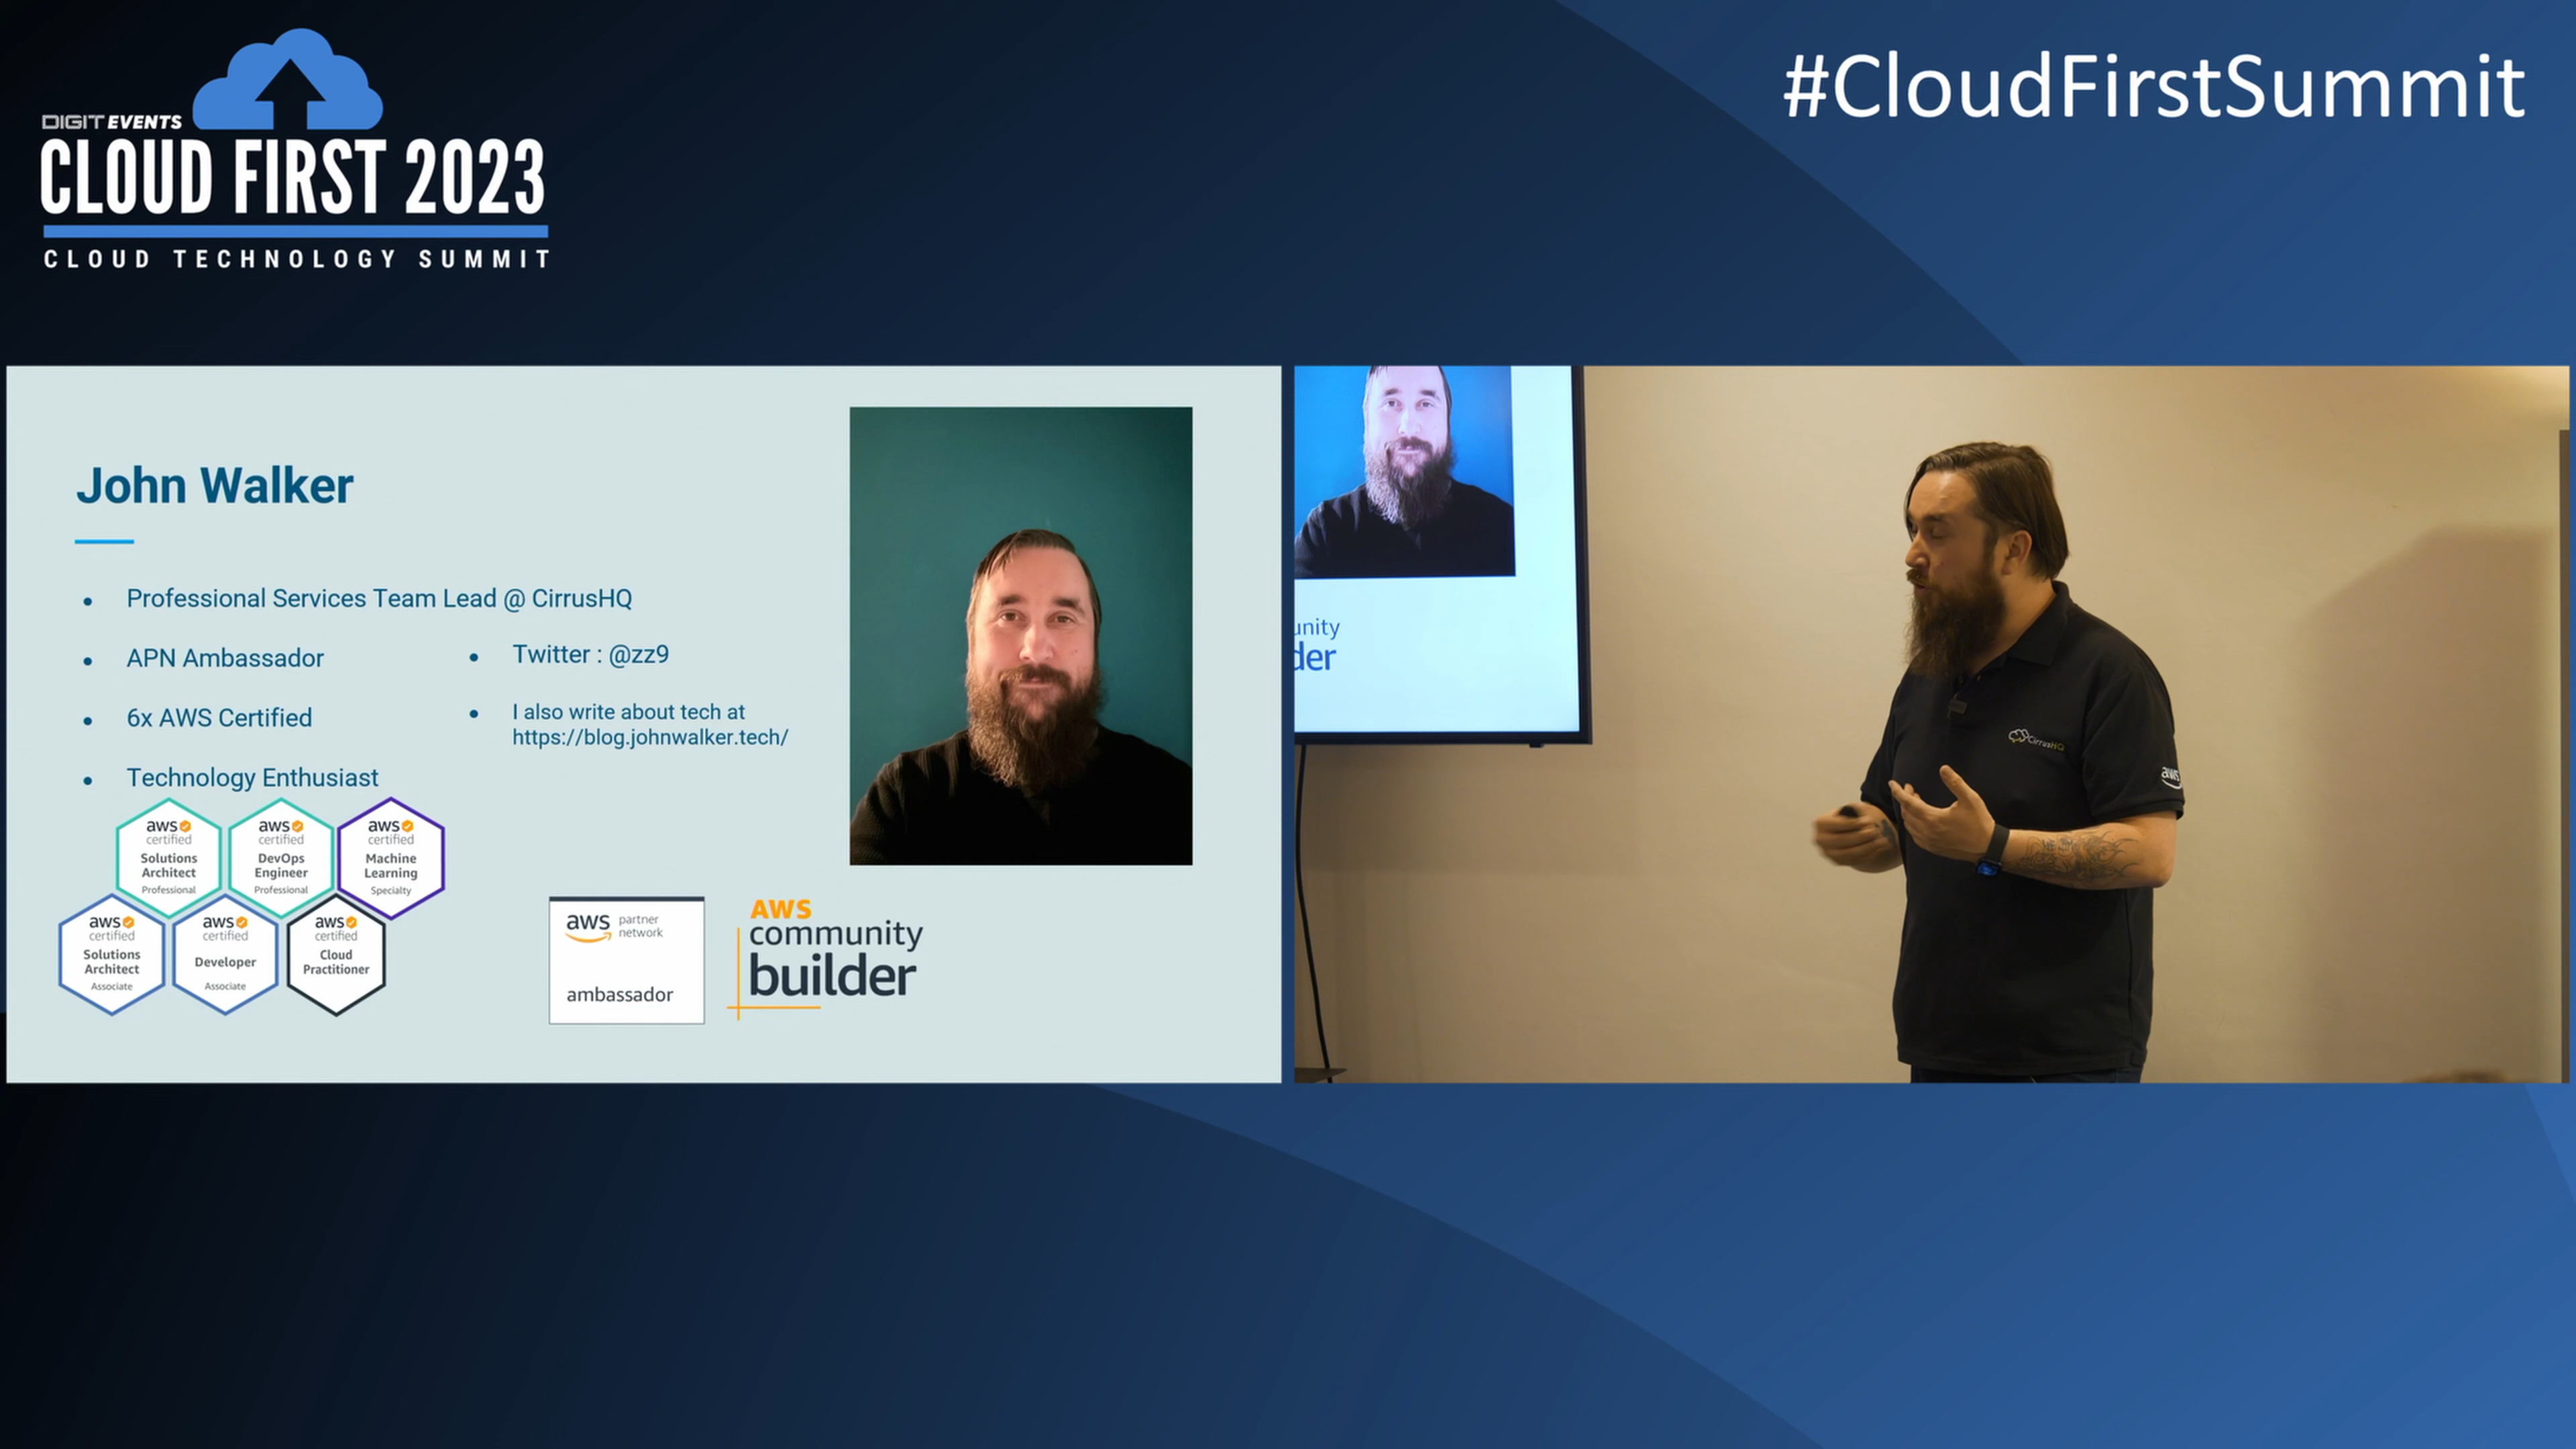 DIGIT EVENTS
CLOUD FIRST 2023
CLOUD TECHNOLOGY SUMMIT
#CloudFirstSummit
John Walker
• Professional Services Team Lead @ CirrusHQ
• APN Ambassador
• 6x AWS Certified
• Technology Enthusiast
• Twitter : @zz9
• I also write about tech at
https://blog.johnwalker.tech/
aws certified
Solutions
Architect
Professional
aws certified
DevOps
Engineer
Professional
aws certified
Machine
Learning
Specialty
aws certified
Solutions
Architect
Associate
aws certified
Developer
Associate
aws certified
Cloud
Practitioner
aws partner
network
ambassador
AWS
community
builder
unity
der
CirrusHQ
aws